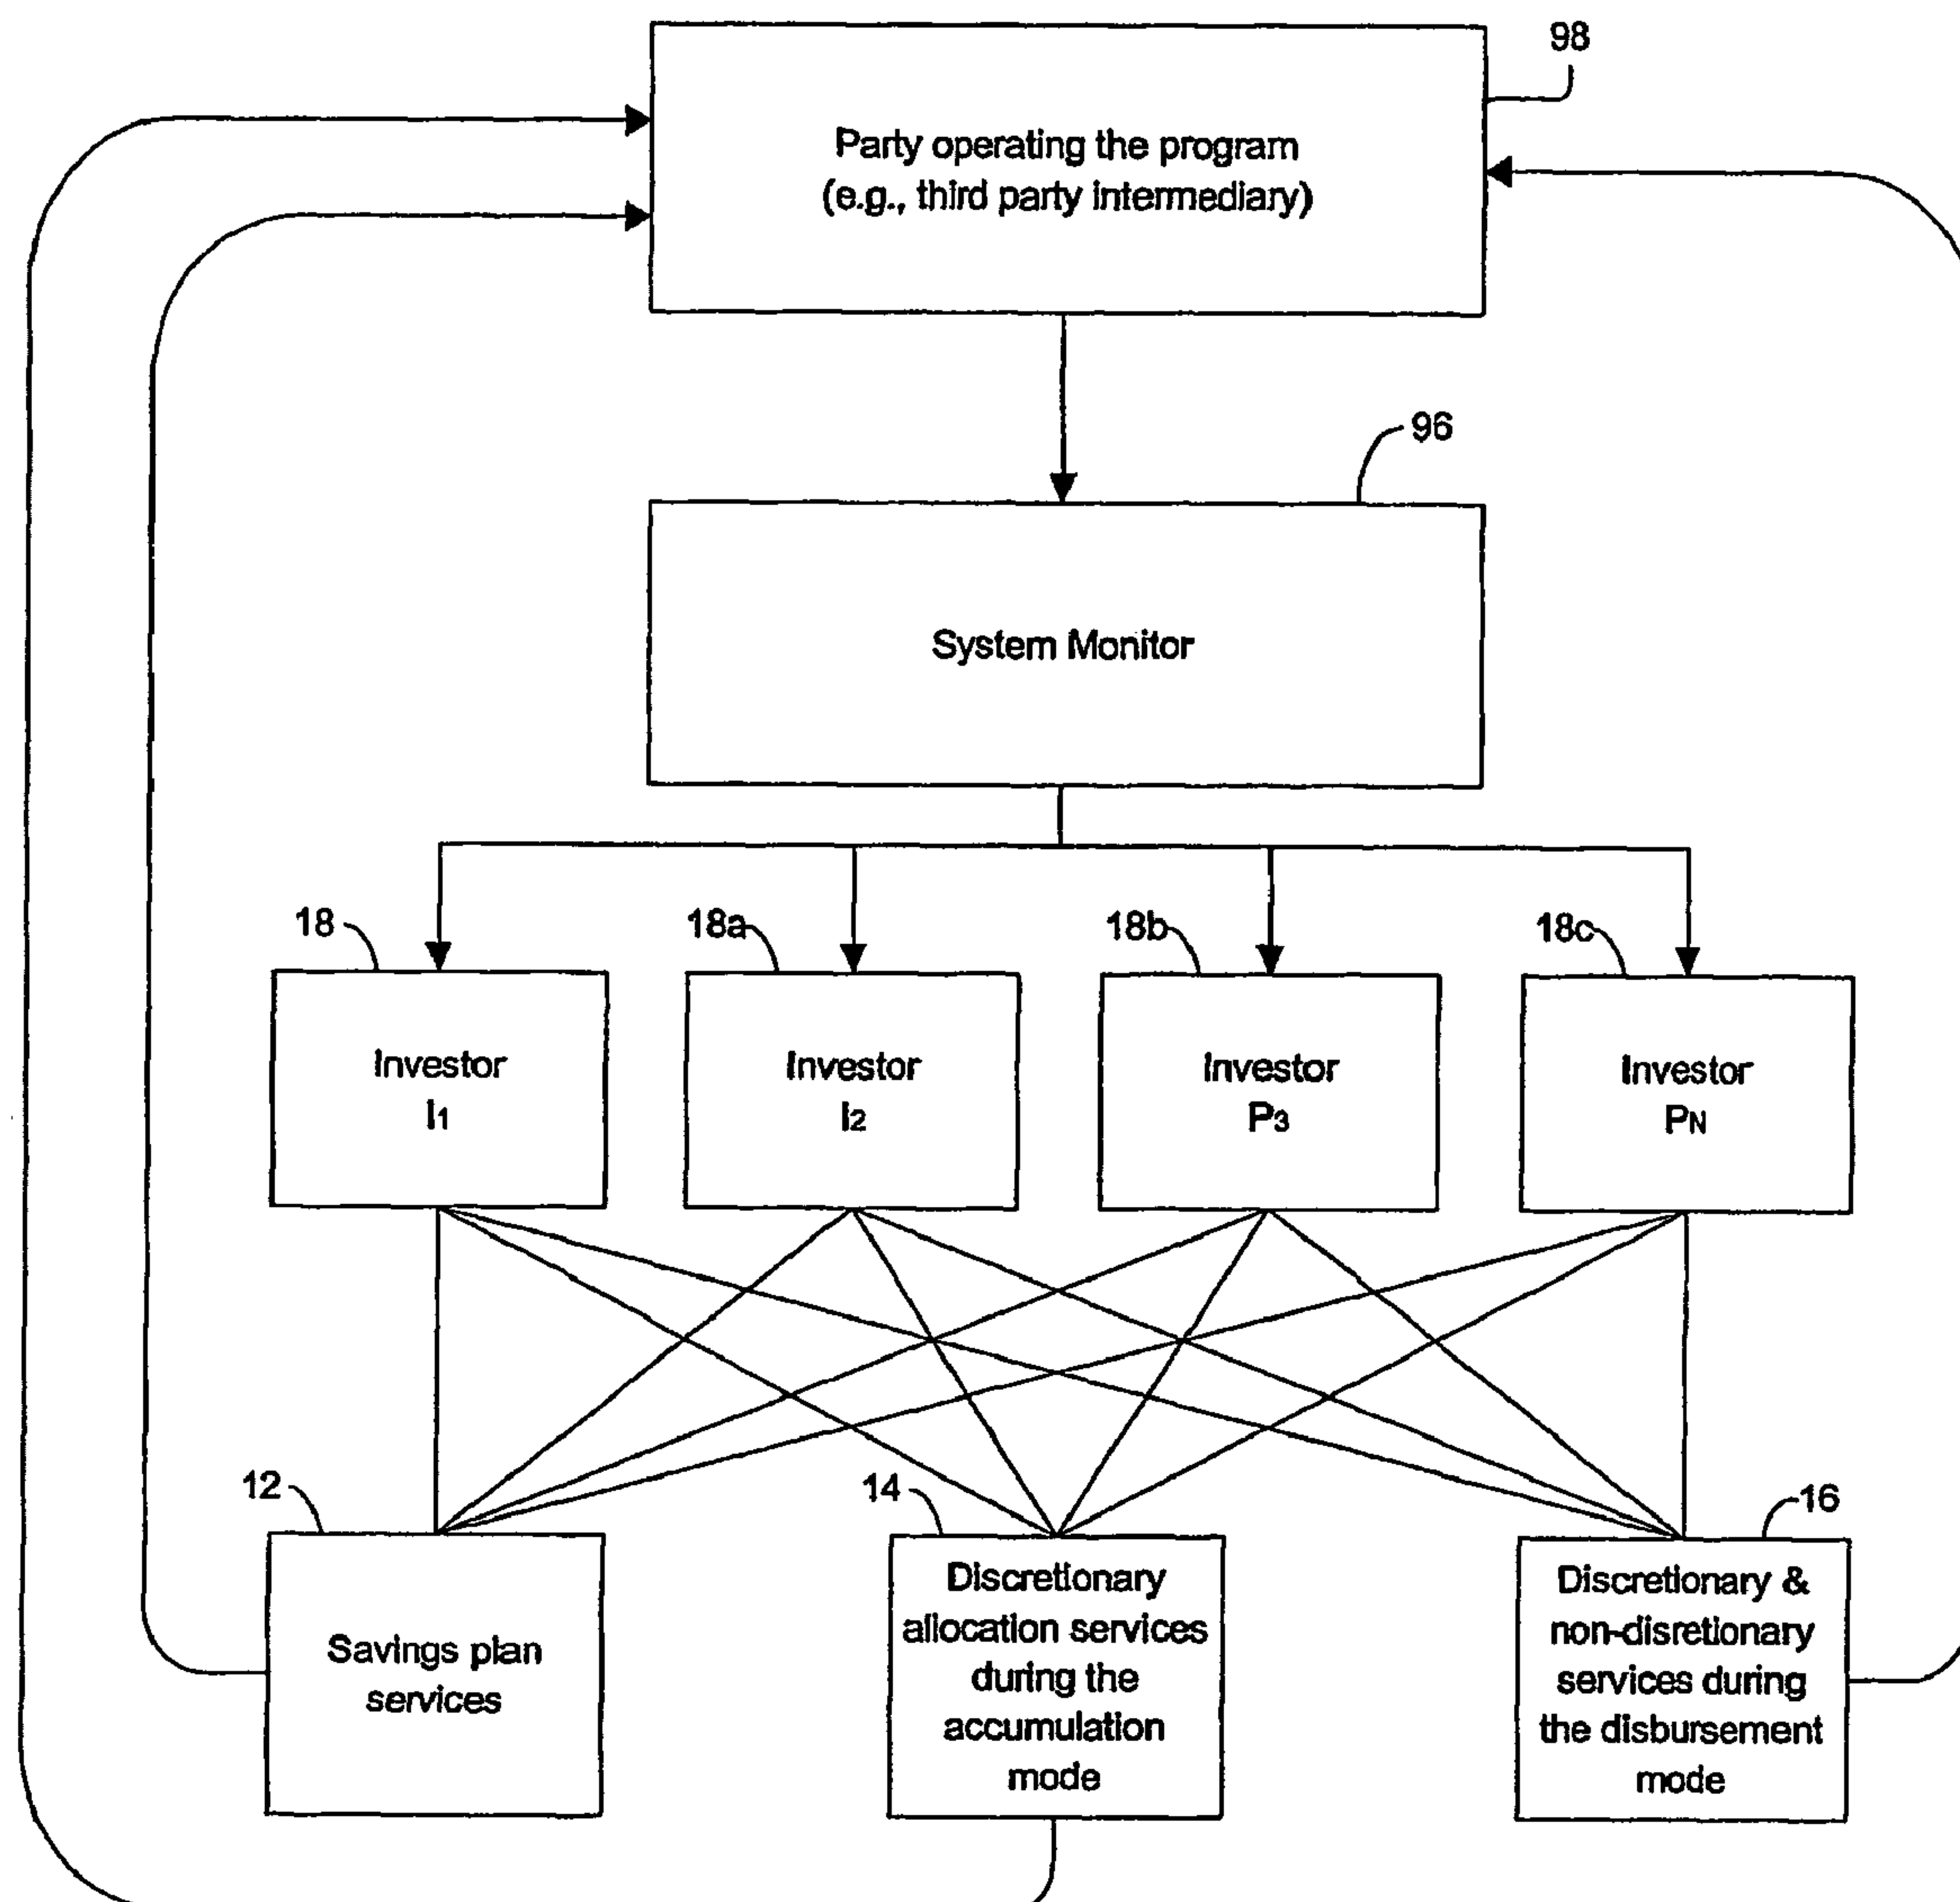 98
Party operating the program
(e.g., third party intermediary)
96
System Monitor
18
18a
18b
18c
Investor
I1
Investor
I2
Investor
P3
Investor
PN
12
14
16
Savings plan
services
Discretionary
allocation services
during the
accumulation
mode
Discretionary &
non-disretionary
services during
the disbursement
mode